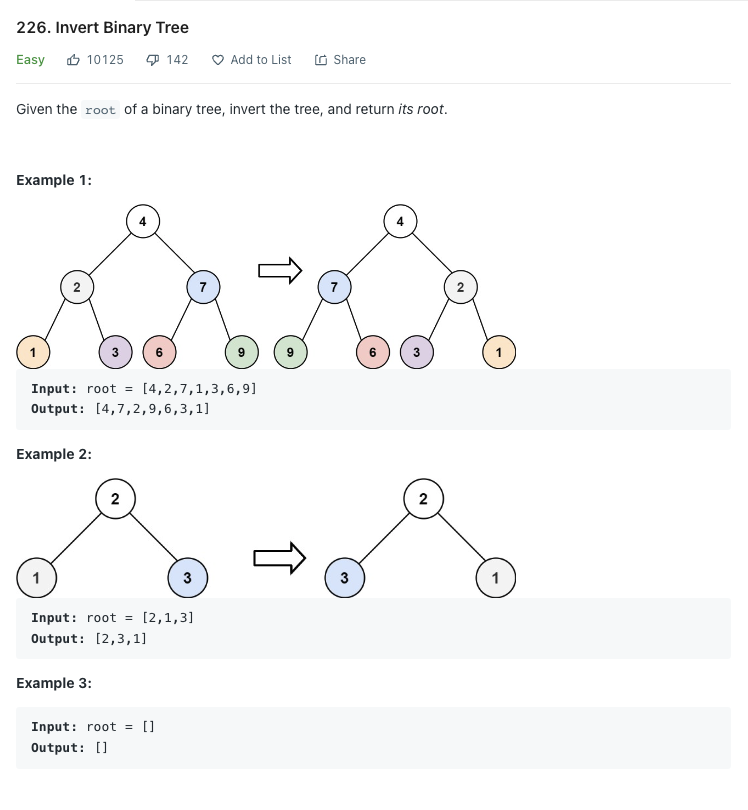 226. Invert Binary Tree
Easy 10125 142 Add to List Share
Given the root of a binary tree, invert the tree, and return its root.
Example 1:
4 4
2 7 7 2
1 3 6 9 9 6 3 1
Input: root = [4,2,7,1,3,6,9]
Output: [4,7,2,9,6,3,1]
Example 2:
2 2
1 3 3 1
Input: root = [2,1,3]
Output: [2,3,1]
Example 3:
Input: root = []
Output: []